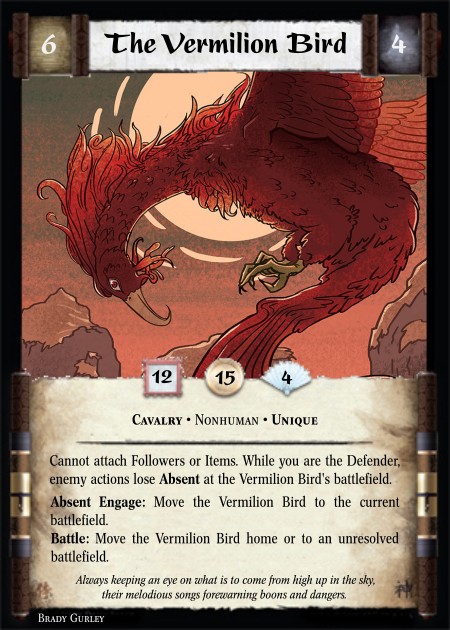 6
The Vermilion Bird
4
12
15
4
Cavalry • Nonhuman • Unique
Cannot attach Followers or Items. While you are the Defender,
enemy actions lose Absent at the Vermilion Bird's battlefield.
Absent Engage: Move the Vermilion Bird to the current
battlefield.
Battle: Move the Vermilion Bird home or to an unresolved
battlefield.
Always keeping an eye on what is to come from high up in the sky,
their melodious songs forewarning boons and dangers.
Brady Gurley